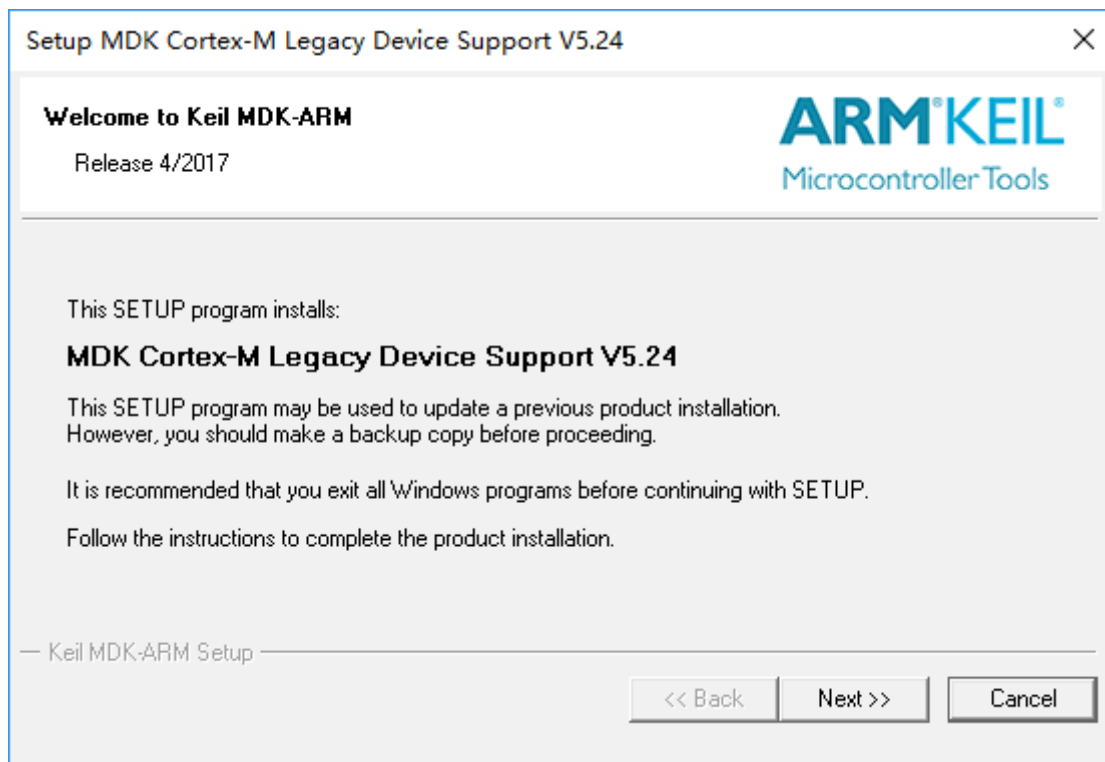 Setup MDK Cortex-M Legacy Device Support V5.24
Welcome to Keil MDK-ARM
Release 4/2017
ARM®KEIL®
Microcontroller Tools
This SETUP program installs:
MDK Cortex-M Legacy Device Support V5.24
This SETUP program may be used to update a previous product installation.
However, you should make a backup copy before proceeding.
It is recommended that you exit all Windows programs before continuing with SETUP.
Follow the instructions to complete the product installation.
Keil MDK-ARM Setup
<< Back
Next >>
Cancel